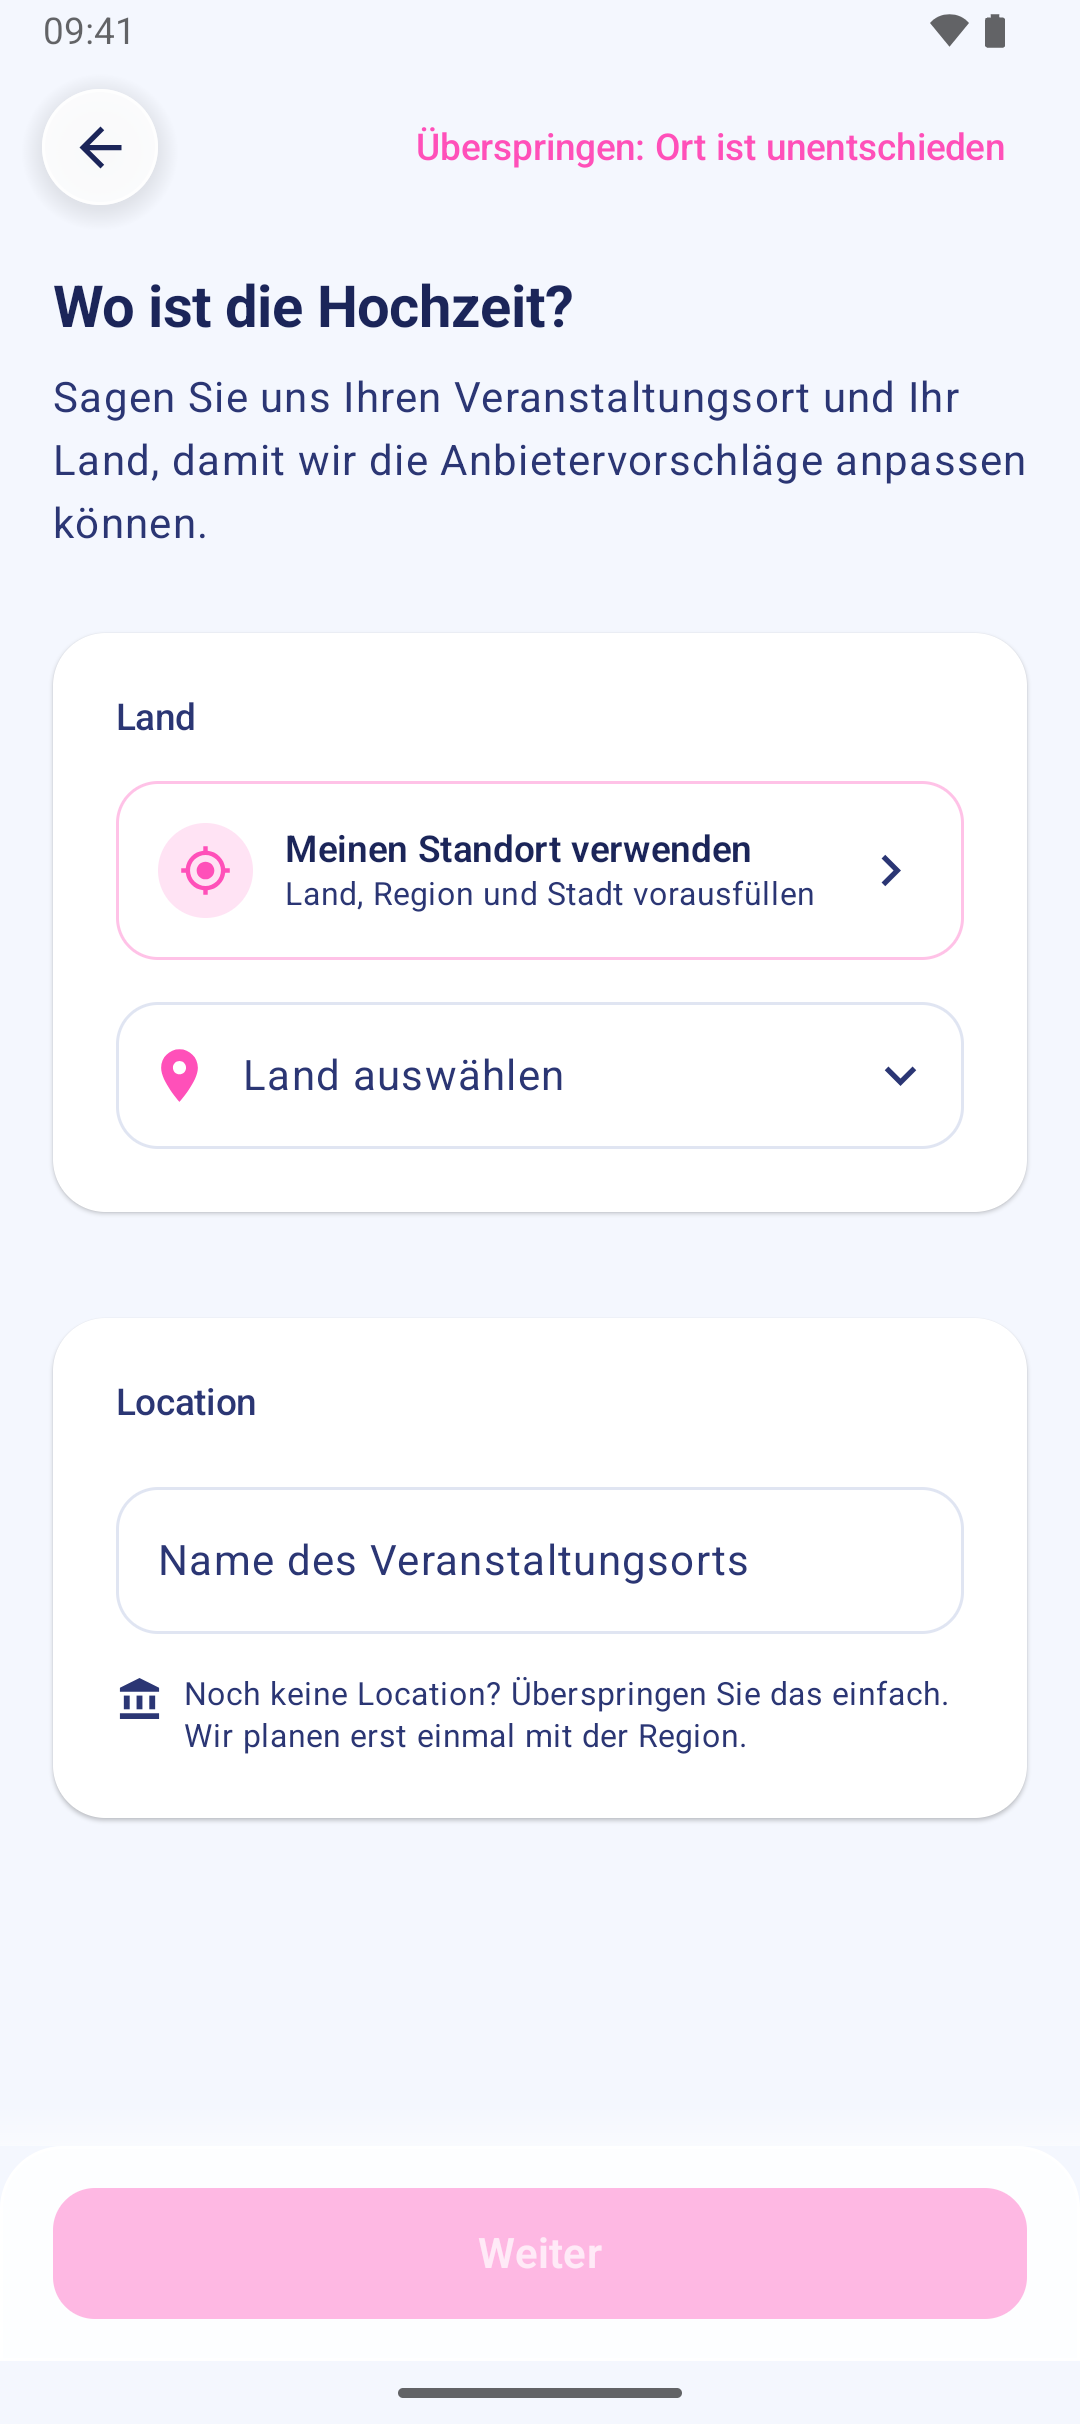 09:41
Überspringen: Ort ist unentschieden
Wo ist die Hochzeit?
Sagen Sie uns Ihren Veranstaltungsort und Ihr
Land, damit wir die Anbietervorschläge anpassen
können.
Land
Meinen Standort verwenden
Land, Region und Stadt vorausfüllen
Land auswählen
Location
Name des Veranstaltungsorts
Noch keine Location? Überspringen Sie das einfach.
Wir planen erst einmal mit der Region.
Weiter